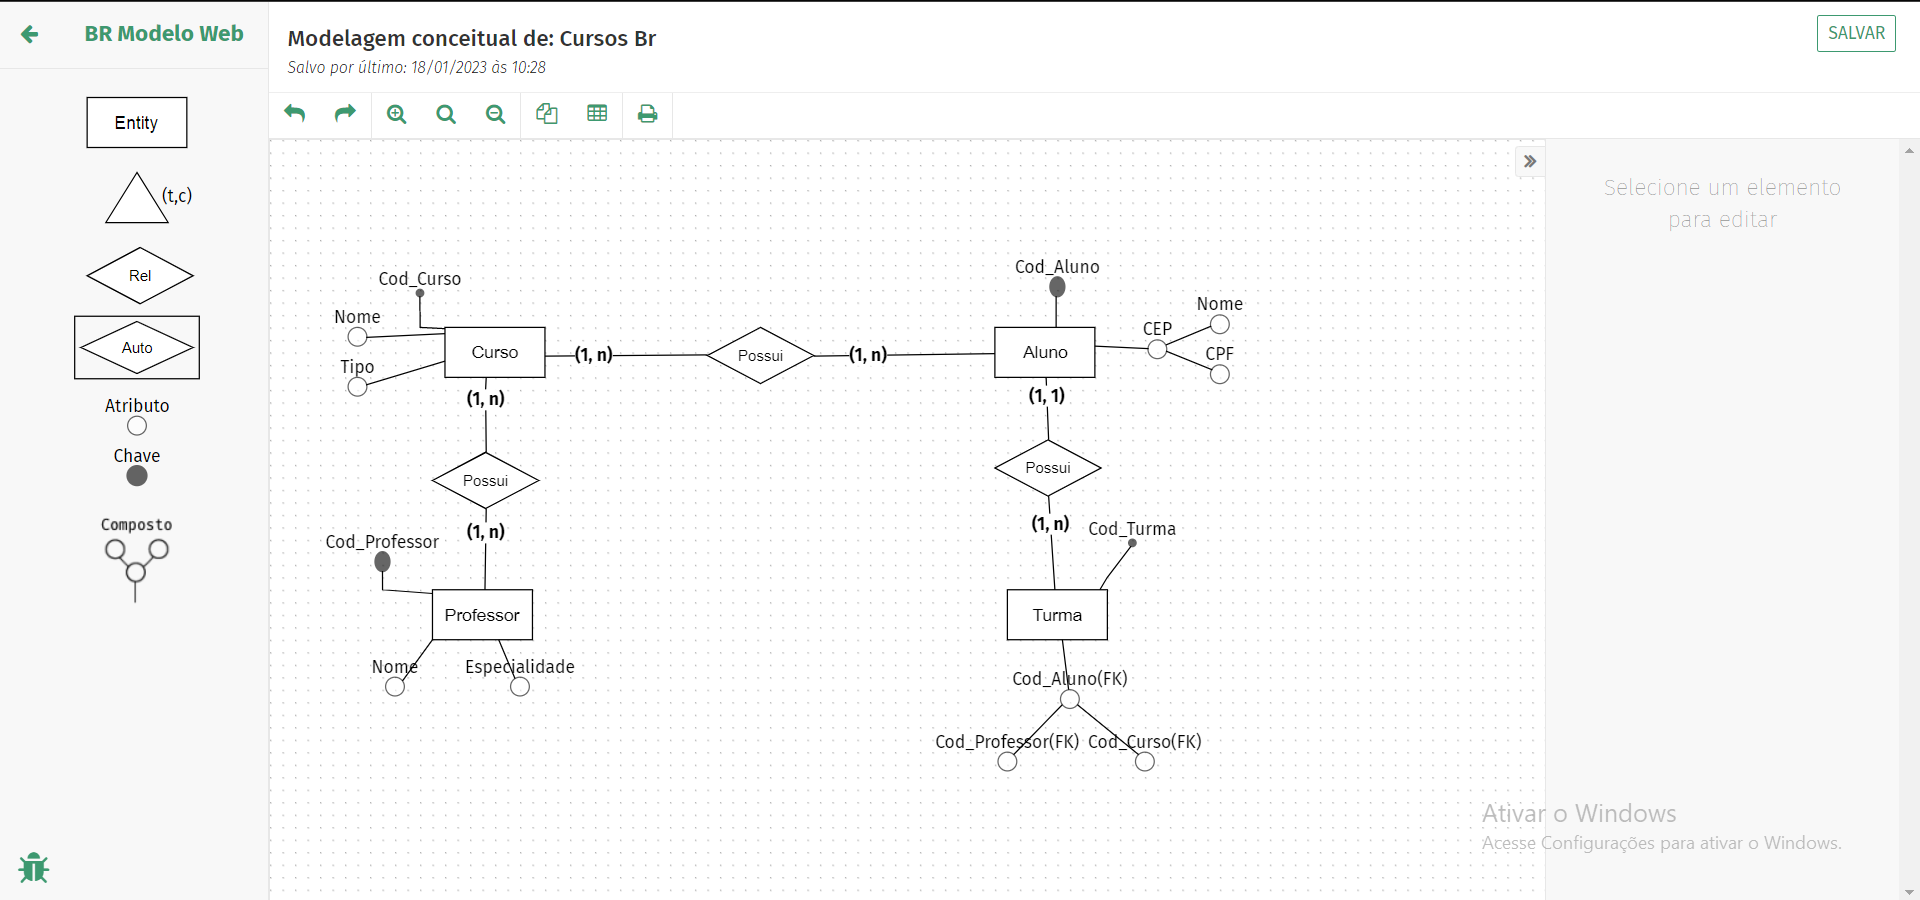 BR Modelo Web
Modelagem conceitual de: Cursos Br
Salvo por último: 18/01/2023 às 10:28
SALVAR
Entity
(t,c)
Rel
Auto
Atributo
Chave
Composto
Selecione um elemento
para editar
Cod_Curso
Nome
Tipo
Curso
(1, n)
Possui
(1, n)
Cod_Aluno
Aluno
CEP
Nome
CPF
(1, n)
Possui
(1, n)
(1, 1)
Possui
(1, n)
Cod_Professor
Professor
Nome
Especialidade
Cod_Turma
Turma
Cod_Aluno(FK)
Cod_Professor(FK)
Cod_Curso(FK)
Ativar o Windows
Acesse Configurações para ativar o Windows.